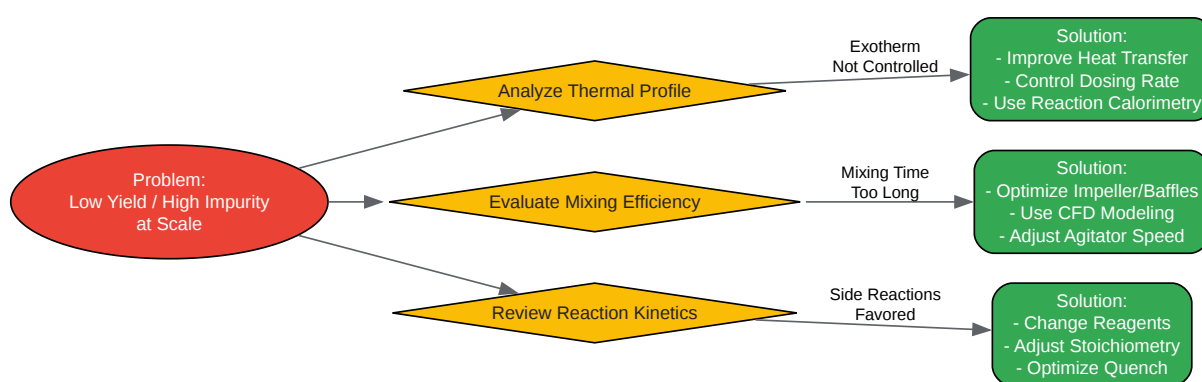 Problem:
Low Yield / High Impurity
at Scale
Analyze Thermal Profile
Exotherm
Not Controlled
Solution:
- Improve Heat Transfer
- Control Dosing Rate
- Use Reaction Calorimetry
Evaluate Mixing Efficiency
Mixing Time
Too Long
Solution:
- Optimize Impeller/Baffles
- Use CFD Modeling
- Adjust Agitator Speed
Review Reaction Kinetics
Side Reactions
Favored
Solution:
- Change Reagents
- Adjust Stoichiometry
- Optimize Quench